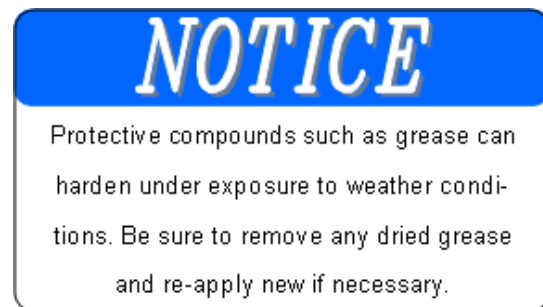 NOTICE
Protective compounds such as grease can
harden under exposure to weather condi-
tions. Be sure to remove any dried grease
and re-apply new if necessary.